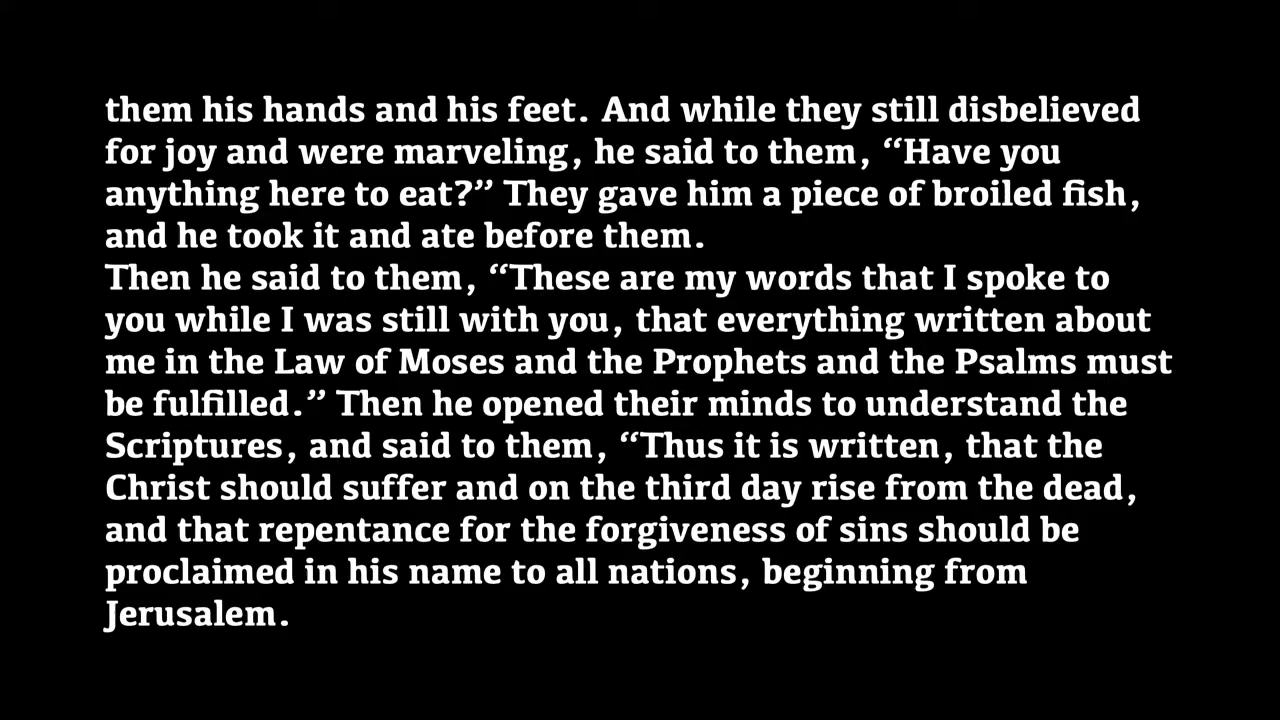 them his hands and his feet. And while they still disbelieved
for joy and were marveling, he said to them, “Have you
anything here to eat?” They gave him a piece of broiled fish,
and he took it and ate before them.
Then he said to them, “These are my words that I spoke to
you while I was still with you, that everything written about
me in the Law of Moses and the Prophets and the Psalms must
be fulfilled.” Then he opened their minds to understand the
Scriptures, and said to them, “Thus it is written, that the
Christ should suffer and on the third day rise from the dead,
and that repentance for the forgiveness of sins should be
proclaimed in his name to all nations, beginning from
Jerusalem.